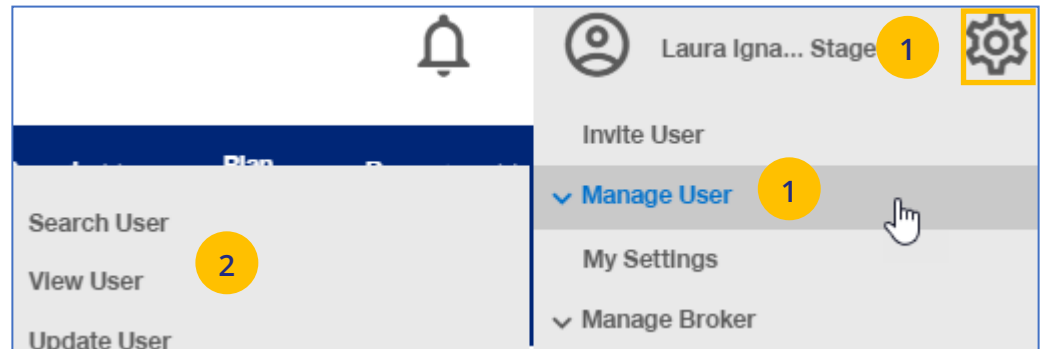 Laura Igna... Stage 1
Invite User
Manage User 1
My Settings
Manage Broker
Plan
Search User
View User
2
Update User